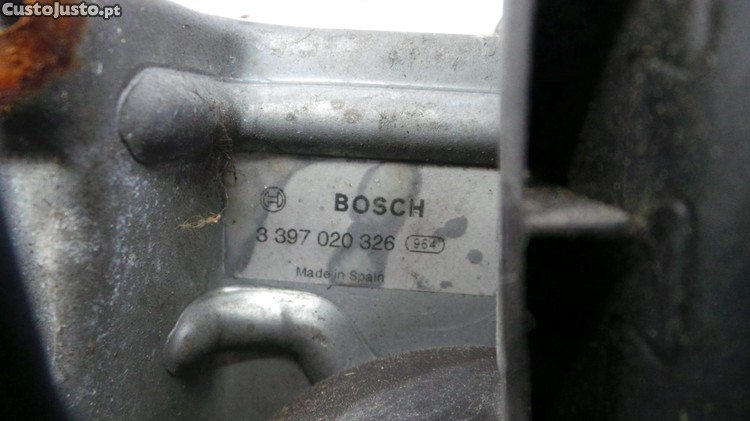 CustoJusto.pt
BOSCH
3 397 020 326 964
Made in Spain